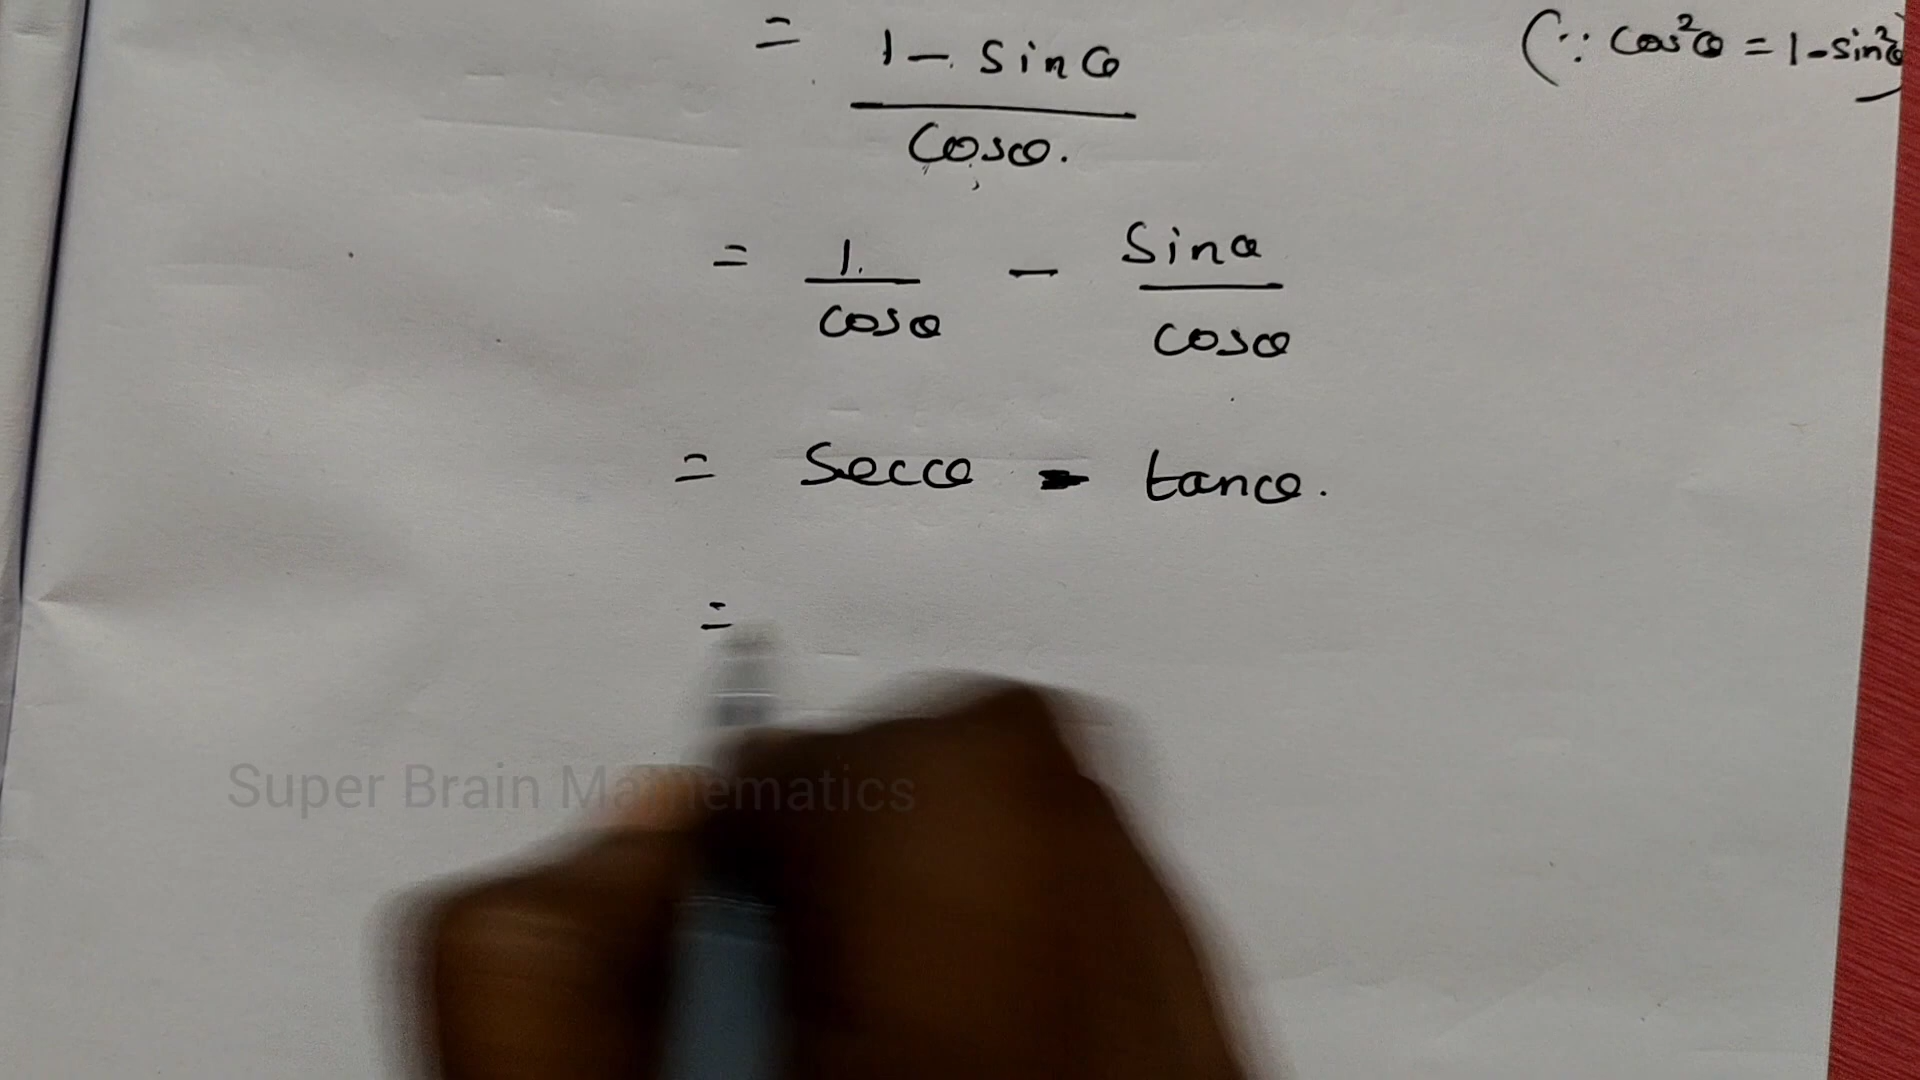 = 1 - sinθ / cosθ. (∵ cos²θ = 1 - sin²θ)
= 1 / cosθ - sinθ / cosθ
= secθ - tanθ.
=
Super Brain Mathematics